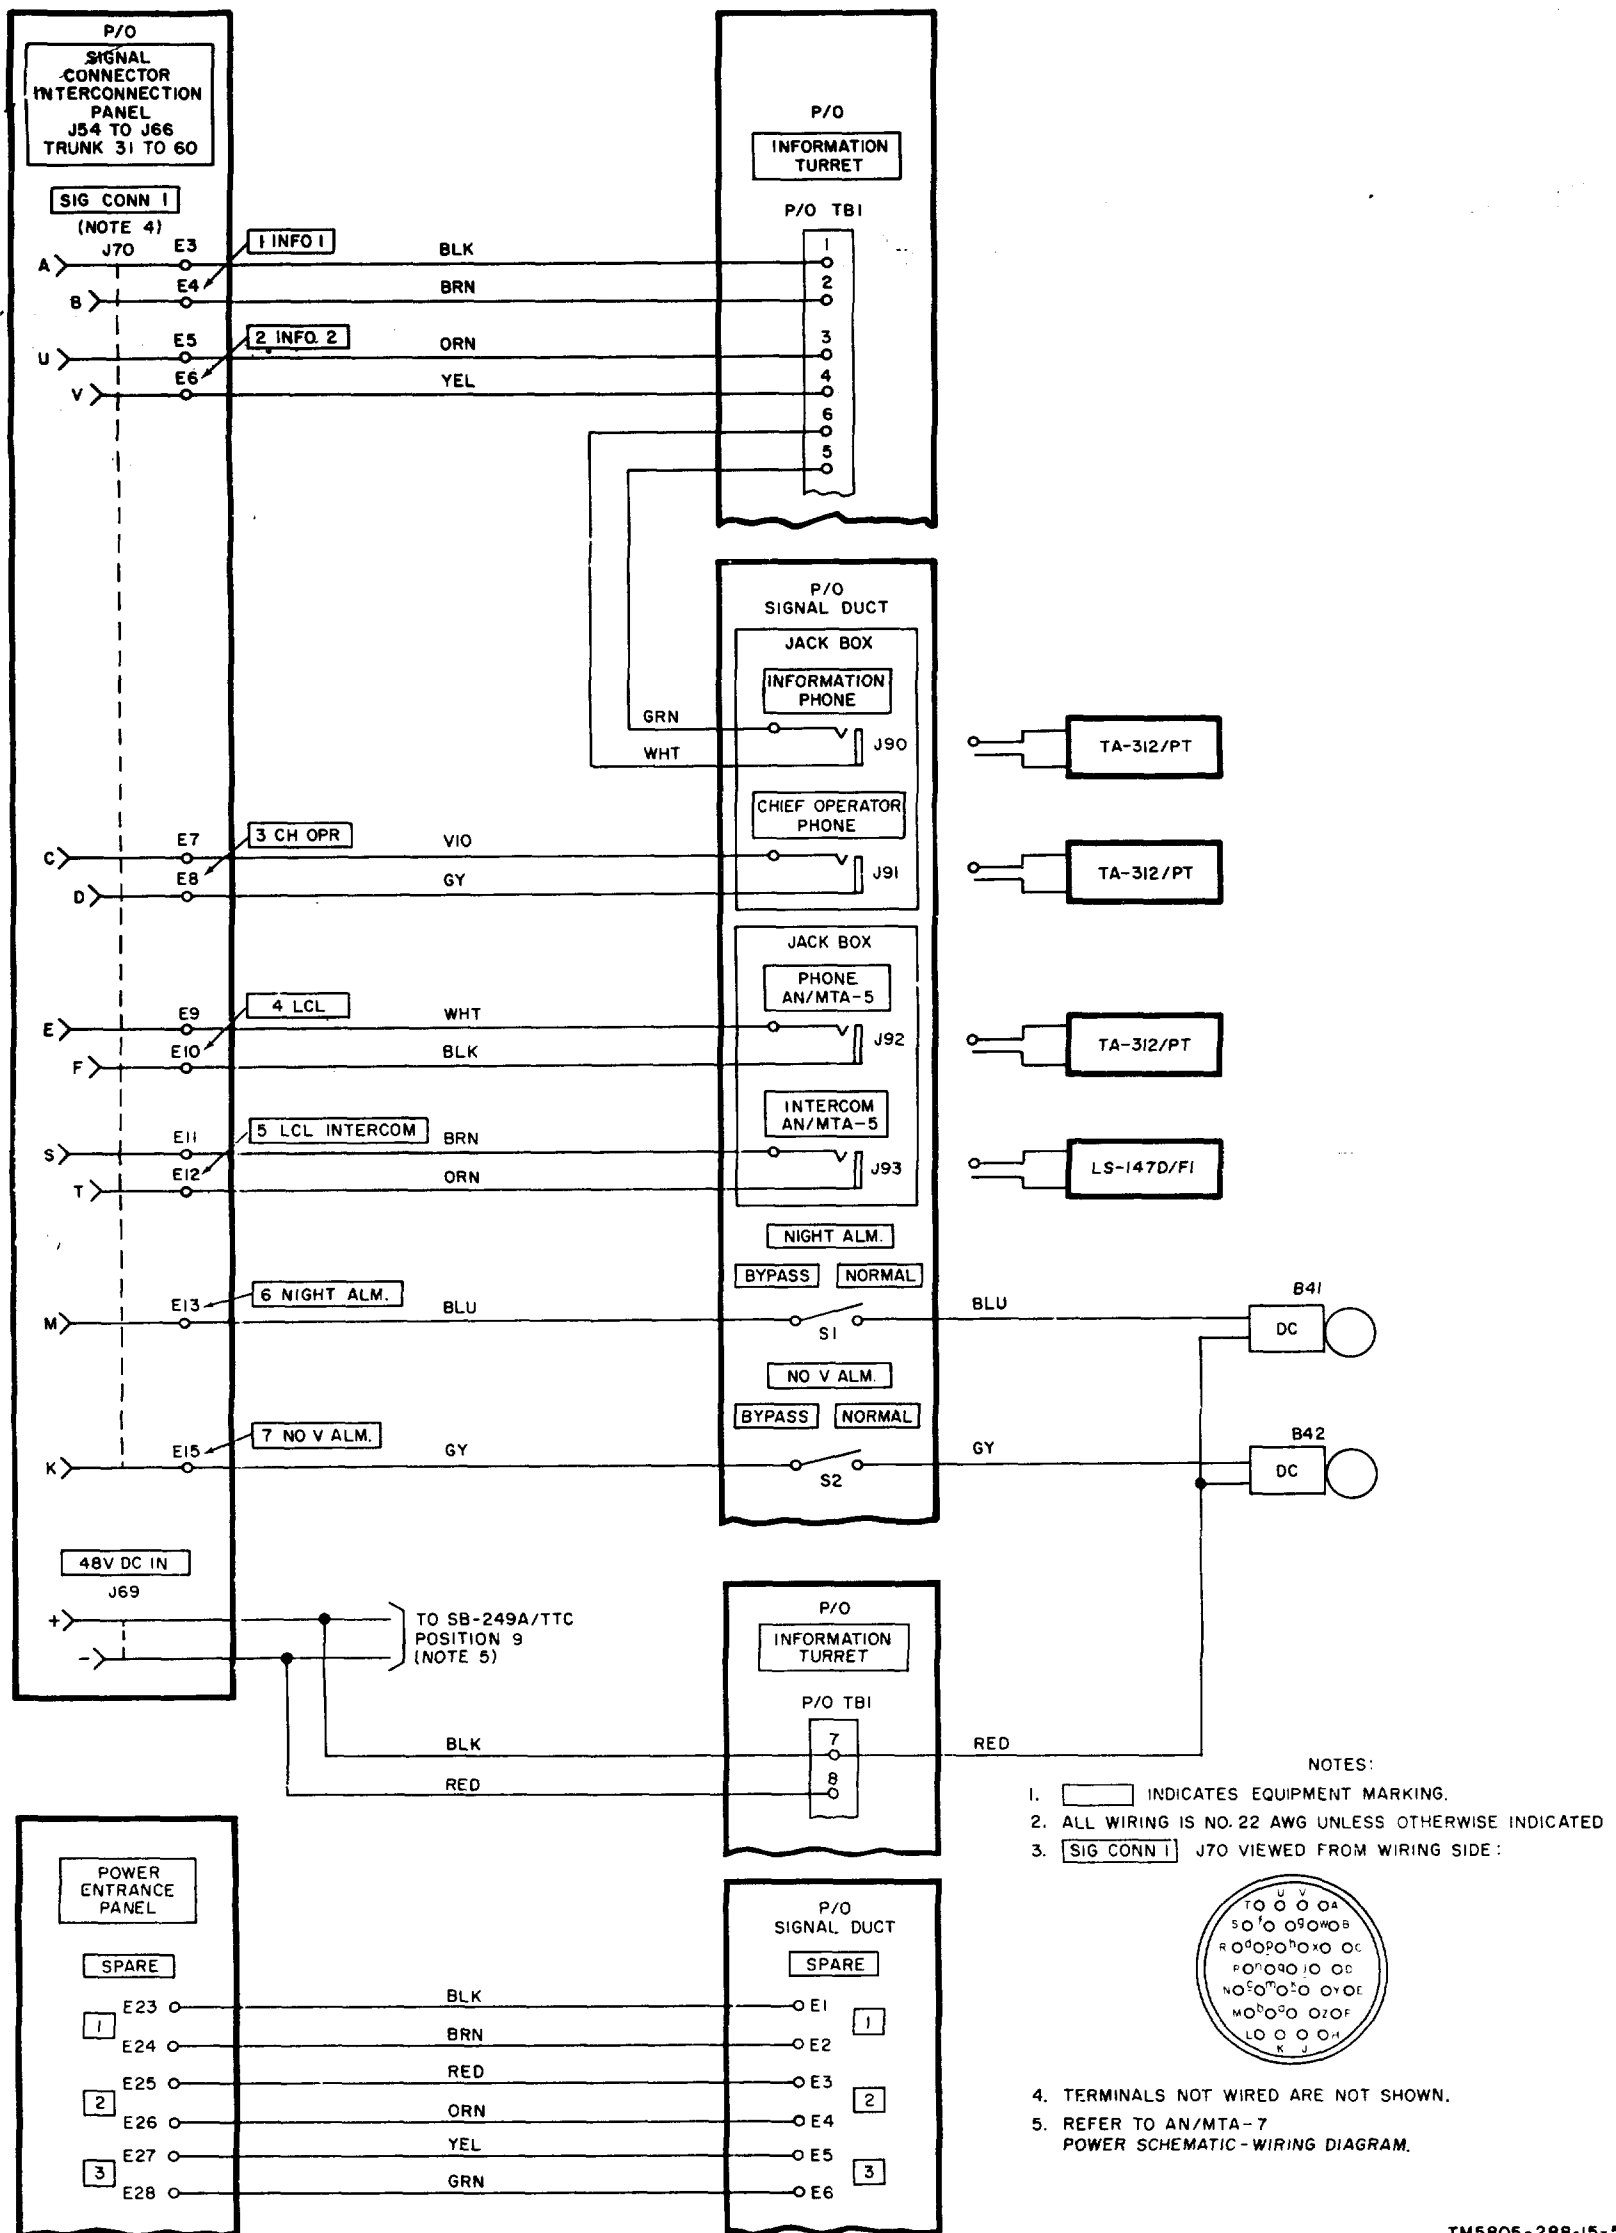 P/O
SIGNAL
CONNECTOR
INTERCONNECTION
PANEL
J54 TO J66
TRUNK 31 TO 60
SIG CONN 1
(NOTE 4)
J70
A
E3
1 INFO 1
BLK
B
E4
BRN
U
E5
2 INFO. 2
ORN
V
E6
YEL
P/O
INFORMATION
TURRET
P/O TB1
1
2
3
4
6
5
P/O
SIGNAL DUCT
JACK BOX
INFORMATION
PHONE
GRN
WHT
J90
TA-312/PT
CHIEF OPERATOR
PHONE
C
E7
3 CH OPR
VIO
D
E8
GY
J91
TA-312/PT
JACK BOX
PHONE
AN/MTA-5
E
E9
4 LCL
WHT
F
E10
BLK
J92
TA-312/PT
INTERCOM
AN/MTA-5
S
E11
5 LCL INTERCOM
BRN
T
E12
ORN
J93
LS-147D/FI
NIGHT ALM.
BYPASS NORMAL
M
E13
6 NIGHT ALM.
BLU
S1
BLU
B41
DC
NO V ALM.
BYPASS NORMAL
K
E15
7 NO V ALM.
GY
S2
GY
B42
DC
48V DC IN
J69
+
-
TO SB-249A/TTC
POSITION 9
(NOTE 5)
P/O
INFORMATION
TURRET
P/O TB1
BLK
7
RED
RED
8
POWER
ENTRANCE
PANEL
SPARE
P/O
SIGNAL DUCT
SPARE
1
E23
BLK
E1
1
E24
BRN
E2
2
E25
RED
E3
2
E26
ORN
E4
3
E27
YEL
E5
3
E28
GRN
E6
NOTES:
1. INDICATES EQUIPMENT MARKING.
2. ALL WIRING IS NO. 22 AWG UNLESS OTHERWISE INDICATED
3. SIG CONN 1 J70 VIEWED FROM WIRING SIDE:
U V
T A
S f g W B
R d p h X C
P n q j D
N c m k Y E
M b a Z F
L H
K J
4. TERMINALS NOT WIRED ARE NOT SHOWN.
5. REFER TO AN/MTA-7
POWER SCHEMATIC-WIRING DIAGRAM.